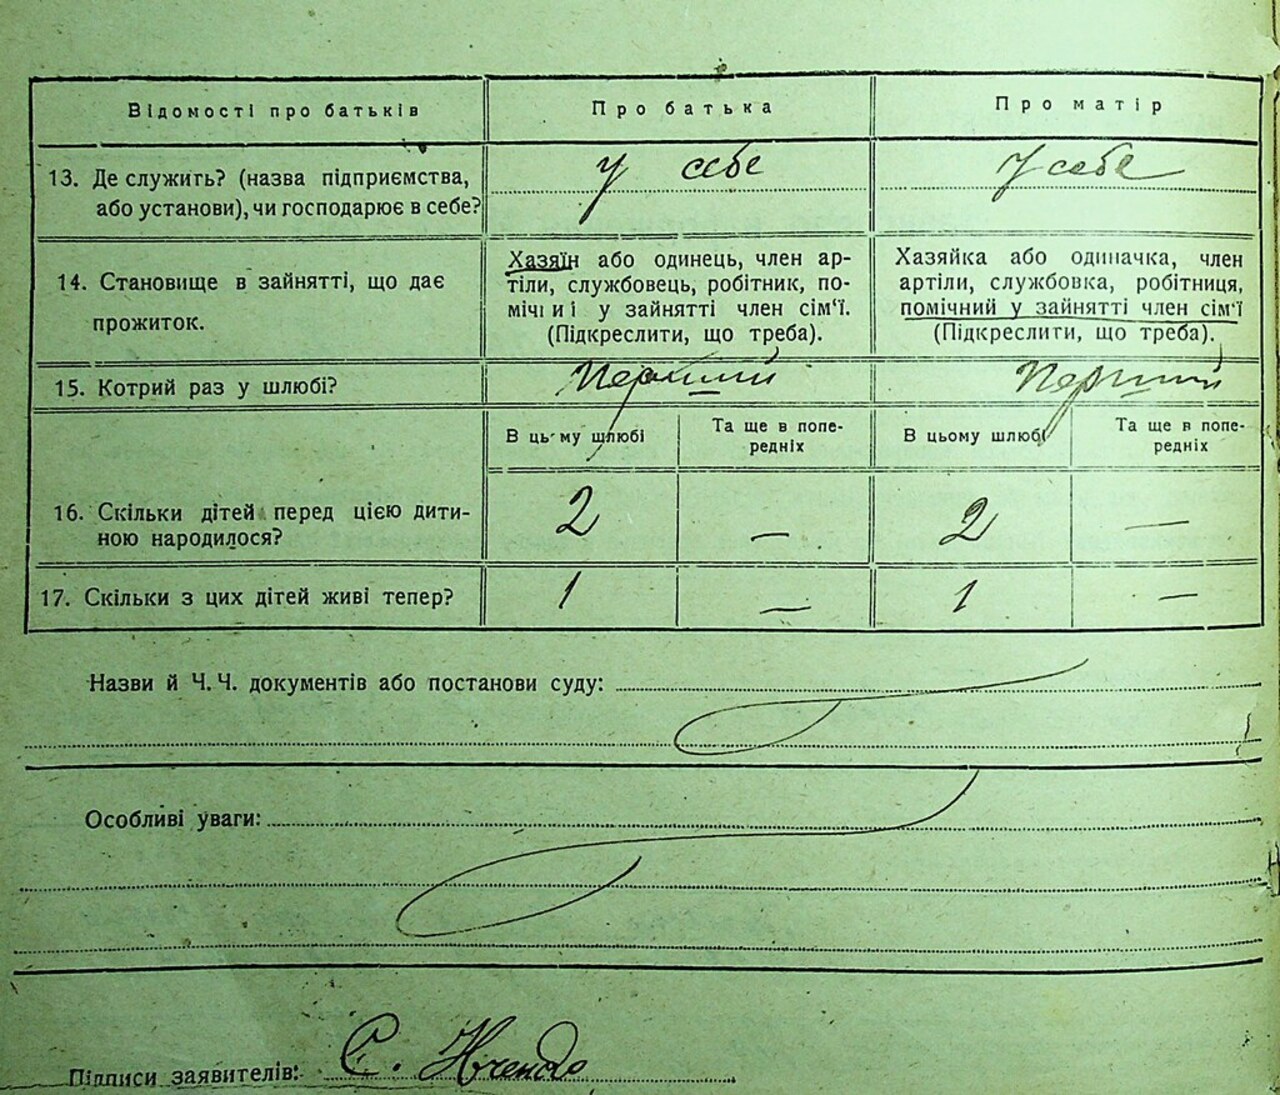 Відомості про батьків
Про батька
Про матір
13. Де служить? (назва підприємства,
або установи), чи господарює в себе?
у себе
у себе
14. Становище в зайнятті, що дає
прожиток.
Хазяїн або одинець, член ар-
тіли, службовець, робітник, по-
мічний у зайнятті член сім‘ї.
(Підкреслити, що треба).
Хазяйка або одиначка, член
артіли, службовка, робітниця,
помічний у зайнятті член сім‘ї
(Підкреслити, що треба).
15. Котрий раз у шлюбі?
Перший
Перший
В цьому шлюбі
Та ще в попе-
редніх
В цьому шлюбі
Та ще в попе-
редніх
16. Скільки дітей перед цією дити-
ною народилося?
2
—
2
—
17. Скільки з цих дітей живі тепер?
1
—
1
—
Назви й Ч. Ч. документів або постанови суду:
Особливі уваги:
Підписи заявителів: